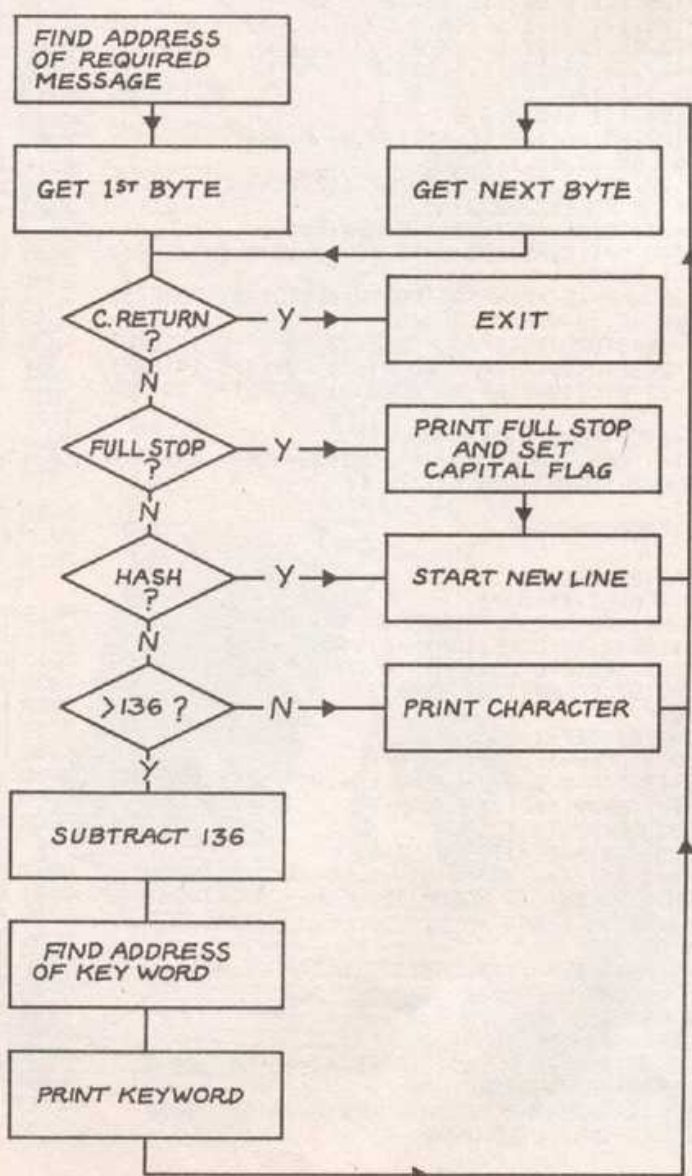 FIND ADDRESS
OF REQUIRED
MESSAGE
GET 1ST BYTE
GET NEXT BYTE
C. RETURN
?
Y
EXIT
N
FULL STOP
?
Y
PRINT FULL STOP
AND SET
CAPITAL FLAG
N
HASH
?
Y
START NEW LINE
N
>136 ?
N
PRINT CHARACTER
Y
SUBTRACT 136
FIND ADDRESS
OF KEY WORD
PRINT KEYWORD